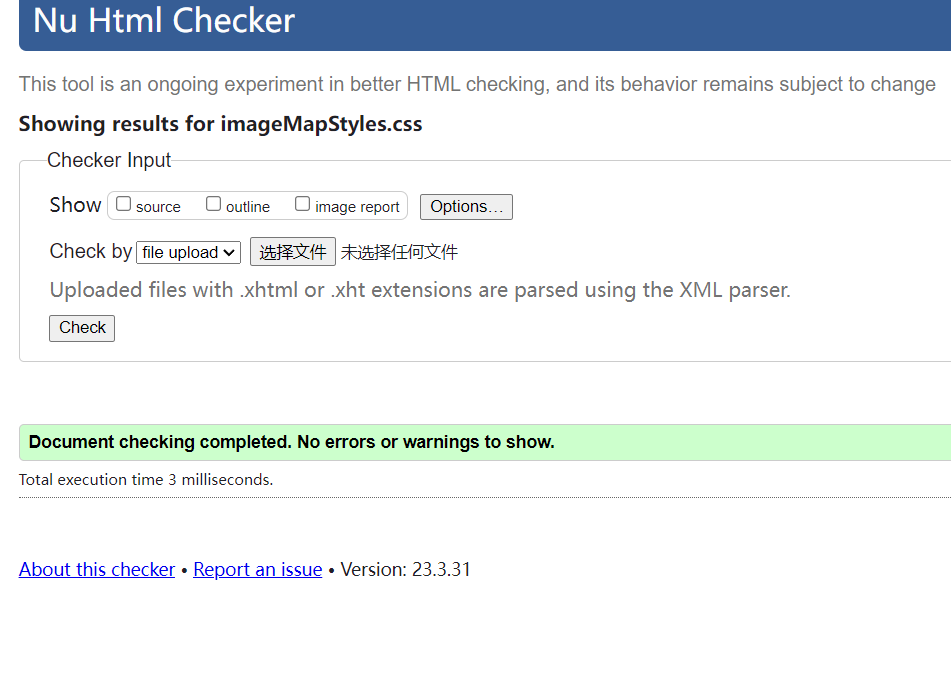 Nu Html Checker
This tool is an ongoing experiment in better HTML checking, and its behavior remains subject to change
Showing results for imageMapStyles.css
Checker Input
Show source outline image report Options...
Check by file upload 选择文件 未选择任何文件
Uploaded files with .xhtml or .xht extensions are parsed using the XML parser.
Check
Document checking completed. No errors or warnings to show.
Total execution time 3 milliseconds.
About this checker • Report an issue • Version: 23.3.31